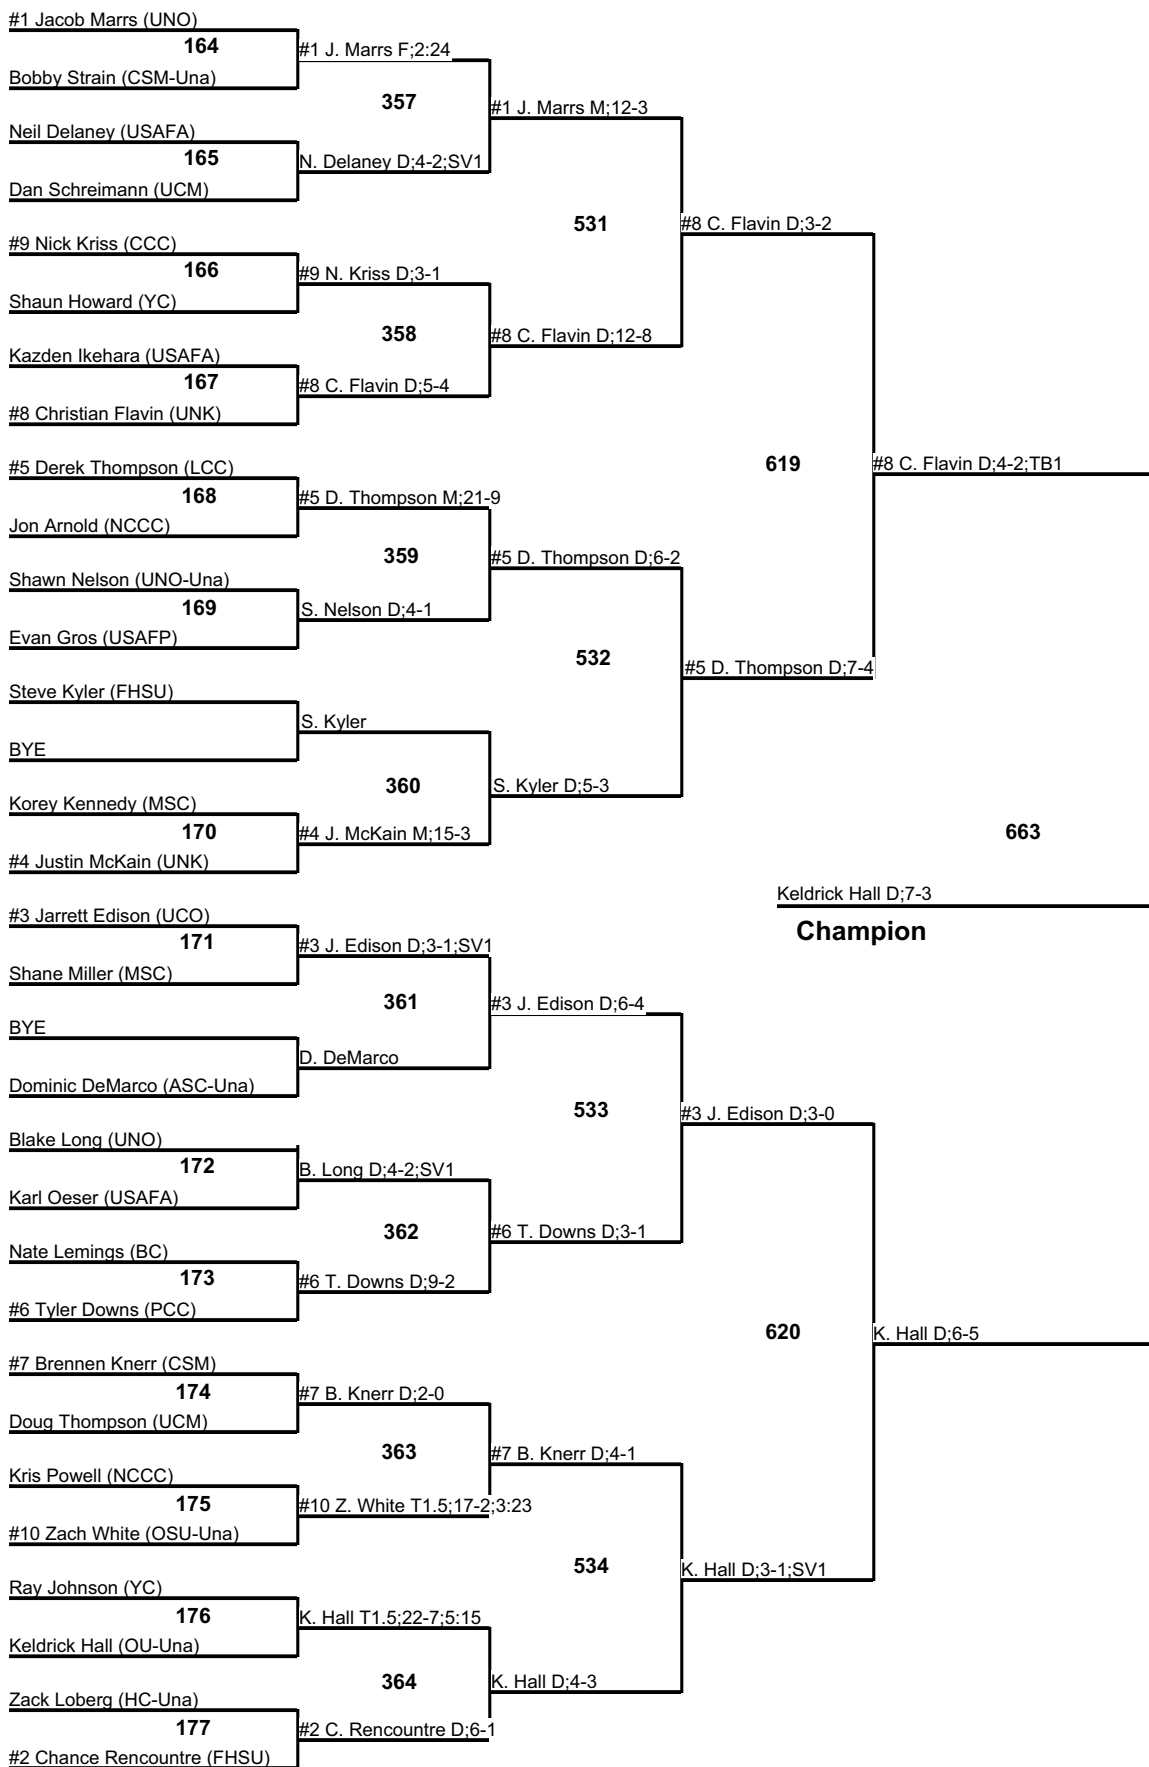 #1 Jacob Marrs (UNO)
164
#1 J. Marrs F;2:24
Bobby Strain (CSM-Una)
357
#1 J. Marrs M;12-3
Neil Delaney (USAFA)
165
N. Delaney D;4-2;SV1
Dan Schreimann (UCM)
531
#8 C. Flavin D;3-2
#9 Nick Kriss (CCC)
166
#9 N. Kriss D;3-1
Shaun Howard (YC)
358
#8 C. Flavin D;12-8
Kazden Ikehara (USAFA)
167
#8 C. Flavin D;5-4
#8 Christian Flavin (UNK)
619
#8 C. Flavin D;4-2;TB1
#5 Derek Thompson (LCC)
168
#5 D. Thompson M;21-9
Jon Arnold (NCCC)
359
#5 D. Thompson D;6-2
Shawn Nelson (UNO-Una)
169
S. Nelson D;4-1
Evan Gros (USAFP)
532
#5 D. Thompson D;7-4
Steve Kyler (FHSU)
S. Kyler
BYE
360
S. Kyler D;5-3
Korey Kennedy (MSC)
170
#4 J. McKain M;15-3
#4 Justin McKain (UNK)
663
Keldrick Hall D;7-3
Champion
#3 Jarrett Edison (UCO)
171
#3 J. Edison D;3-1;SV1
Shane Miller (MSC)
361
#3 J. Edison D;6-4
BYE
D. DeMarco
Dominic DeMarco (ASC-Una)
533
#3 J. Edison D;3-0
Blake Long (UNO)
172
B. Long D;4-2;SV1
Karl Oeser (USAFA)
362
#6 T. Downs D;3-1
Nate Lemings (BC)
173
#6 T. Downs D;9-2
#6 Tyler Downs (PCC)
620
K. Hall D;6-5
#7 Brennen Knerr (CSM)
174
#7 B. Knerr D;2-0
Doug Thompson (UCM)
363
#7 B. Knerr D;4-1
Kris Powell (NCCC)
175
#10 Z. White T1.5;17-2;3:23
#10 Zach White (OSU-Una)
534
K. Hall D;3-1;SV1
Ray Johnson (YC)
176
K. Hall T1.5;22-7;5:15
Keldrick Hall (OU-Una)
364
K. Hall D;4-3
Zack Loberg (HC-Una)
177
#2 C. Rencountre D;6-1
#2 Chance Rencountre (FHSU)